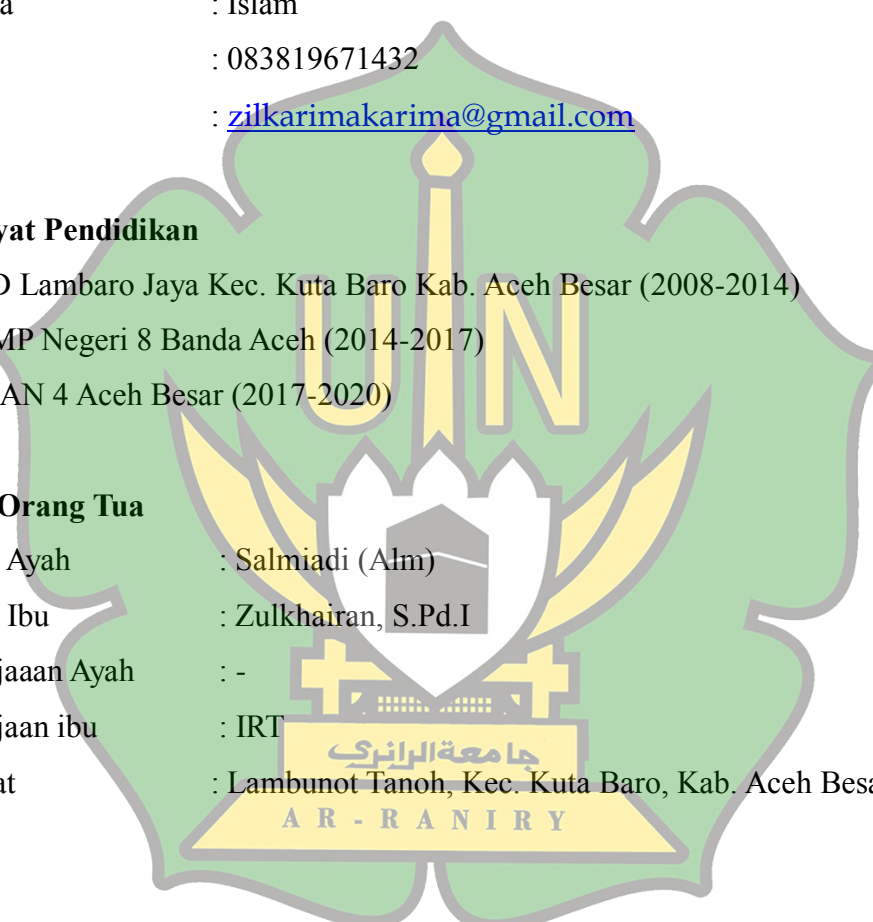 a : Islam
: 083819671432
: zilkarimakarima@gmail.com
yat Pendidikan
D Lambaro Jaya Kec. Kuta Baro Kab. Aceh Besar (2008-2014)
UIN
MP Negeri 8 Banda Aceh (2014-2017)
AN 4 Aceh Besar (2017-2020)
Orang Tua
Ayah : Salmiadi (Alm)
Ibu : Zulkhairan, S.Pd.I
jaaan Ayah : -
jaan ibu : IRT
جامعةالرانري
at : Lambunot Tanoh, Kec. Kuta Baro, Kab. Aceh Besa
AR-RANIRY